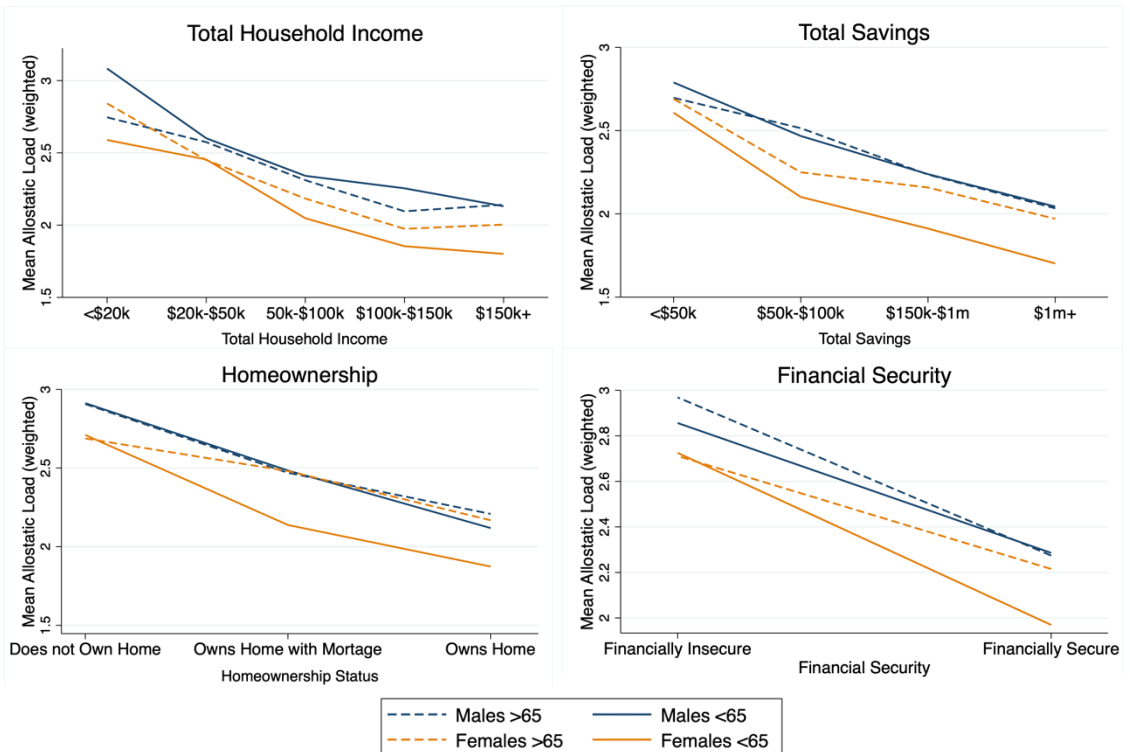 Total Household Income
Mean Allostatic Load (weighted)
3
2.5
2
1.5
<$20k $20k-$50k 50k-$100k $100k-$150k $150k+
Total Household Income
Total Savings
Mean Allostatic Load (weighted)
3
2.5
2
1.5
<$50k $50k-$100k $150k-$1m $1m+
Total Savings
Homeownership
Mean Allostatic Load (weighted)
3
2.5
2
1.5
Does not Own Home Owns Home with Mortage Owns Home
Homeownership Status
Financial Security
Mean Allostatic Load (weighted)
3
2.8
2.6
2.4
2.2
2
Financially Insecure Financially Secure
Financial Security
Males >65 Males <65
Females >65 Females <65